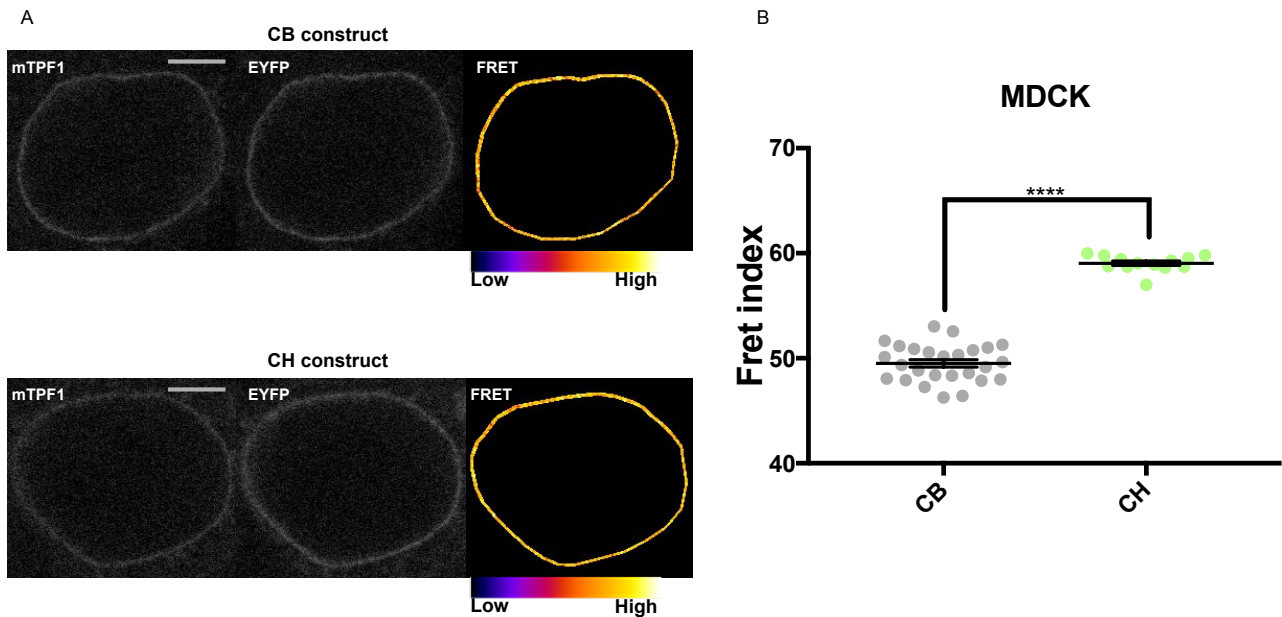 A
CB construct
mTPF1
EYFP
FRET
Low
High
CH construct
mTPF1
EYFP
FRET
Low
High
B
MDCK
Fret index
70
60
50
40
****
CB
CH